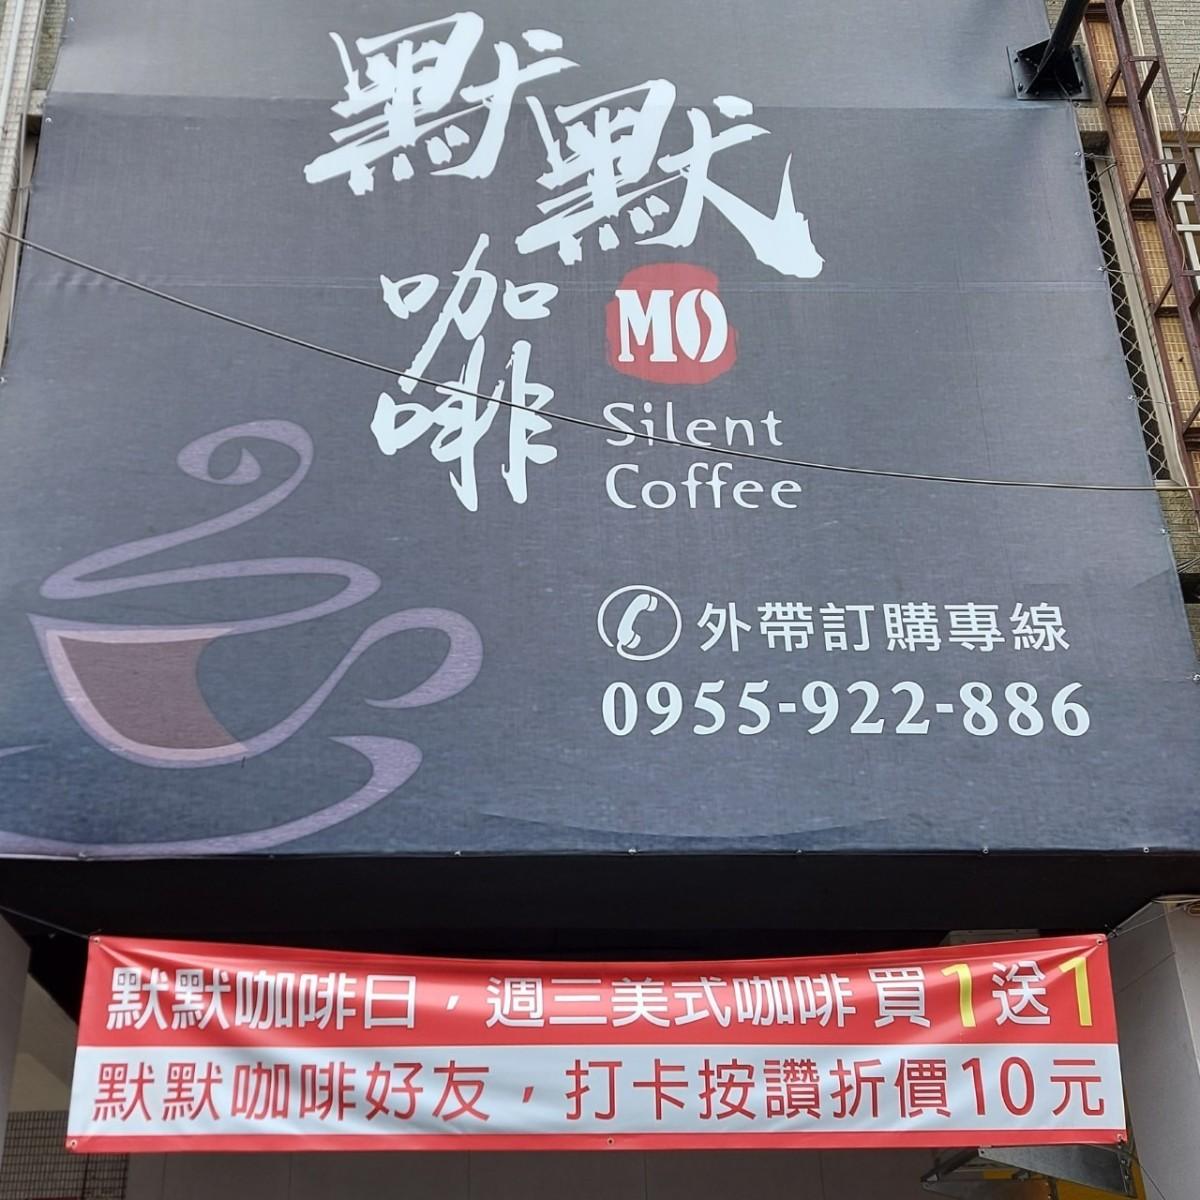 默默
咖啡
MO
Silent
Coffee
外帶訂購專線
0955-922-886
默默咖啡日，週三美式咖啡買1送1
默默咖啡好友，打卡按讚折價10元